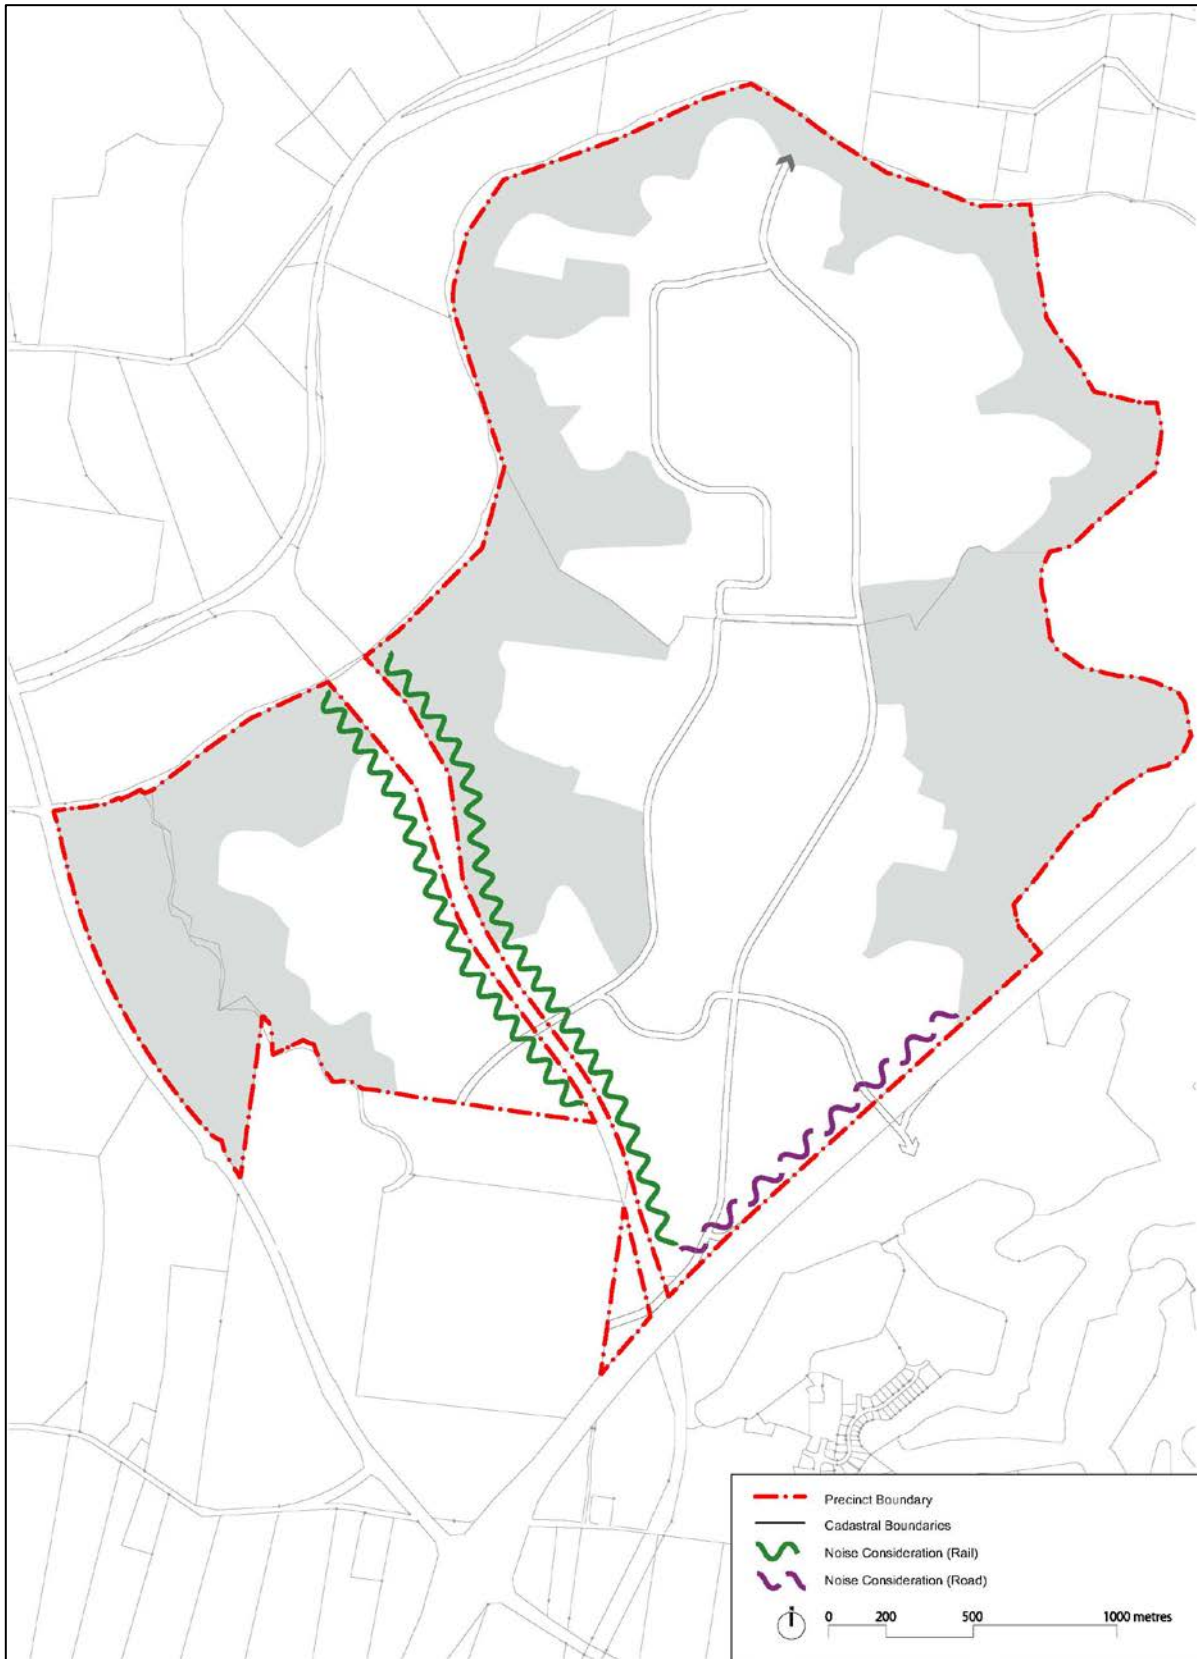 Precinct Boundary
Cadastral Boundaries
Noise Consideration (Rail)
Noise Consideration (Road)
0 200 500 1000 metres